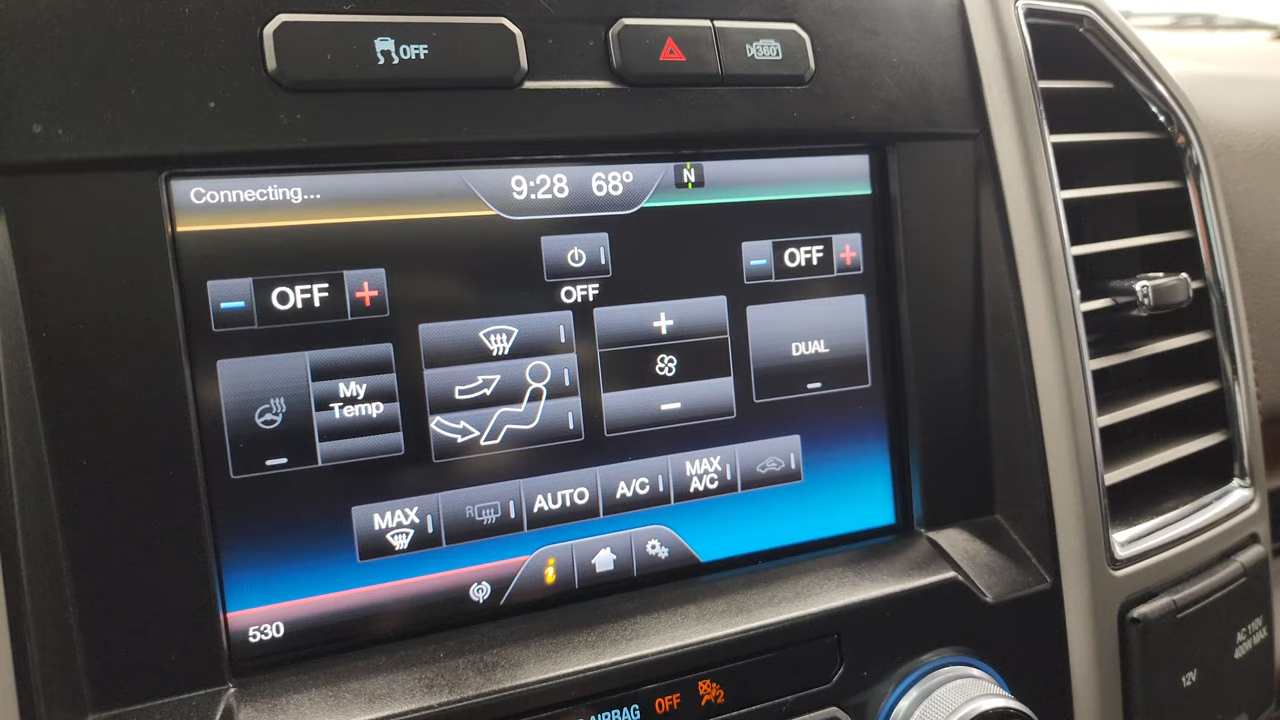 OFF
360°
Connecting...
9:28 68°
N
OFF
OFF
OFF
My
Temp
DUAL
MAX
R
AUTO
A/C
MAX
A/C
i
530
AIRBAG OFF
2
12V
AC 110V
400W MAX